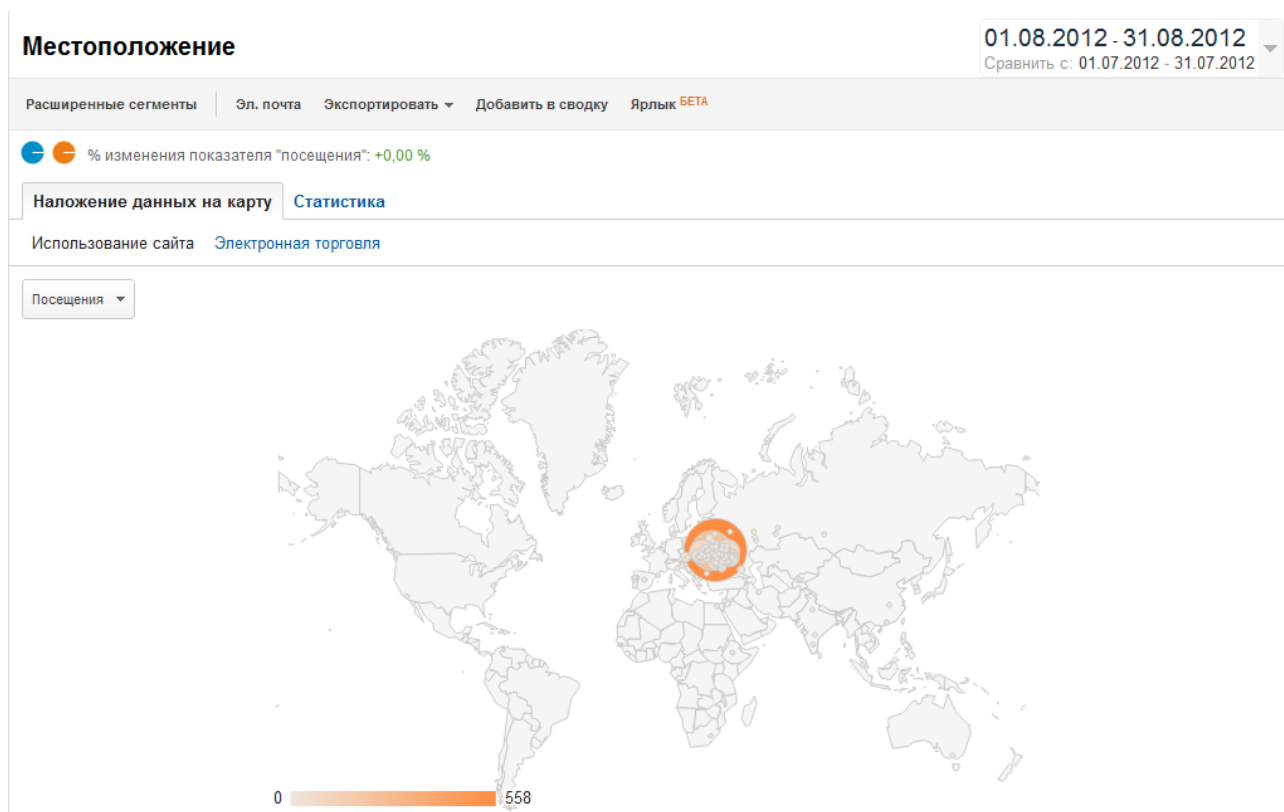 Местоположение
01.08.2012 - 31.08.2012
Сравнить с: 01.07.2012 - 31.07.2012
Расширенные сегменты Эл. почта Экспортировать Добавить в сводку Ярлык БЕТА
% изменения показателя "посещения": +0,00 %
Наложение данных на карту Статистика
Использование сайта Электронная торговля
Посещения
0 558